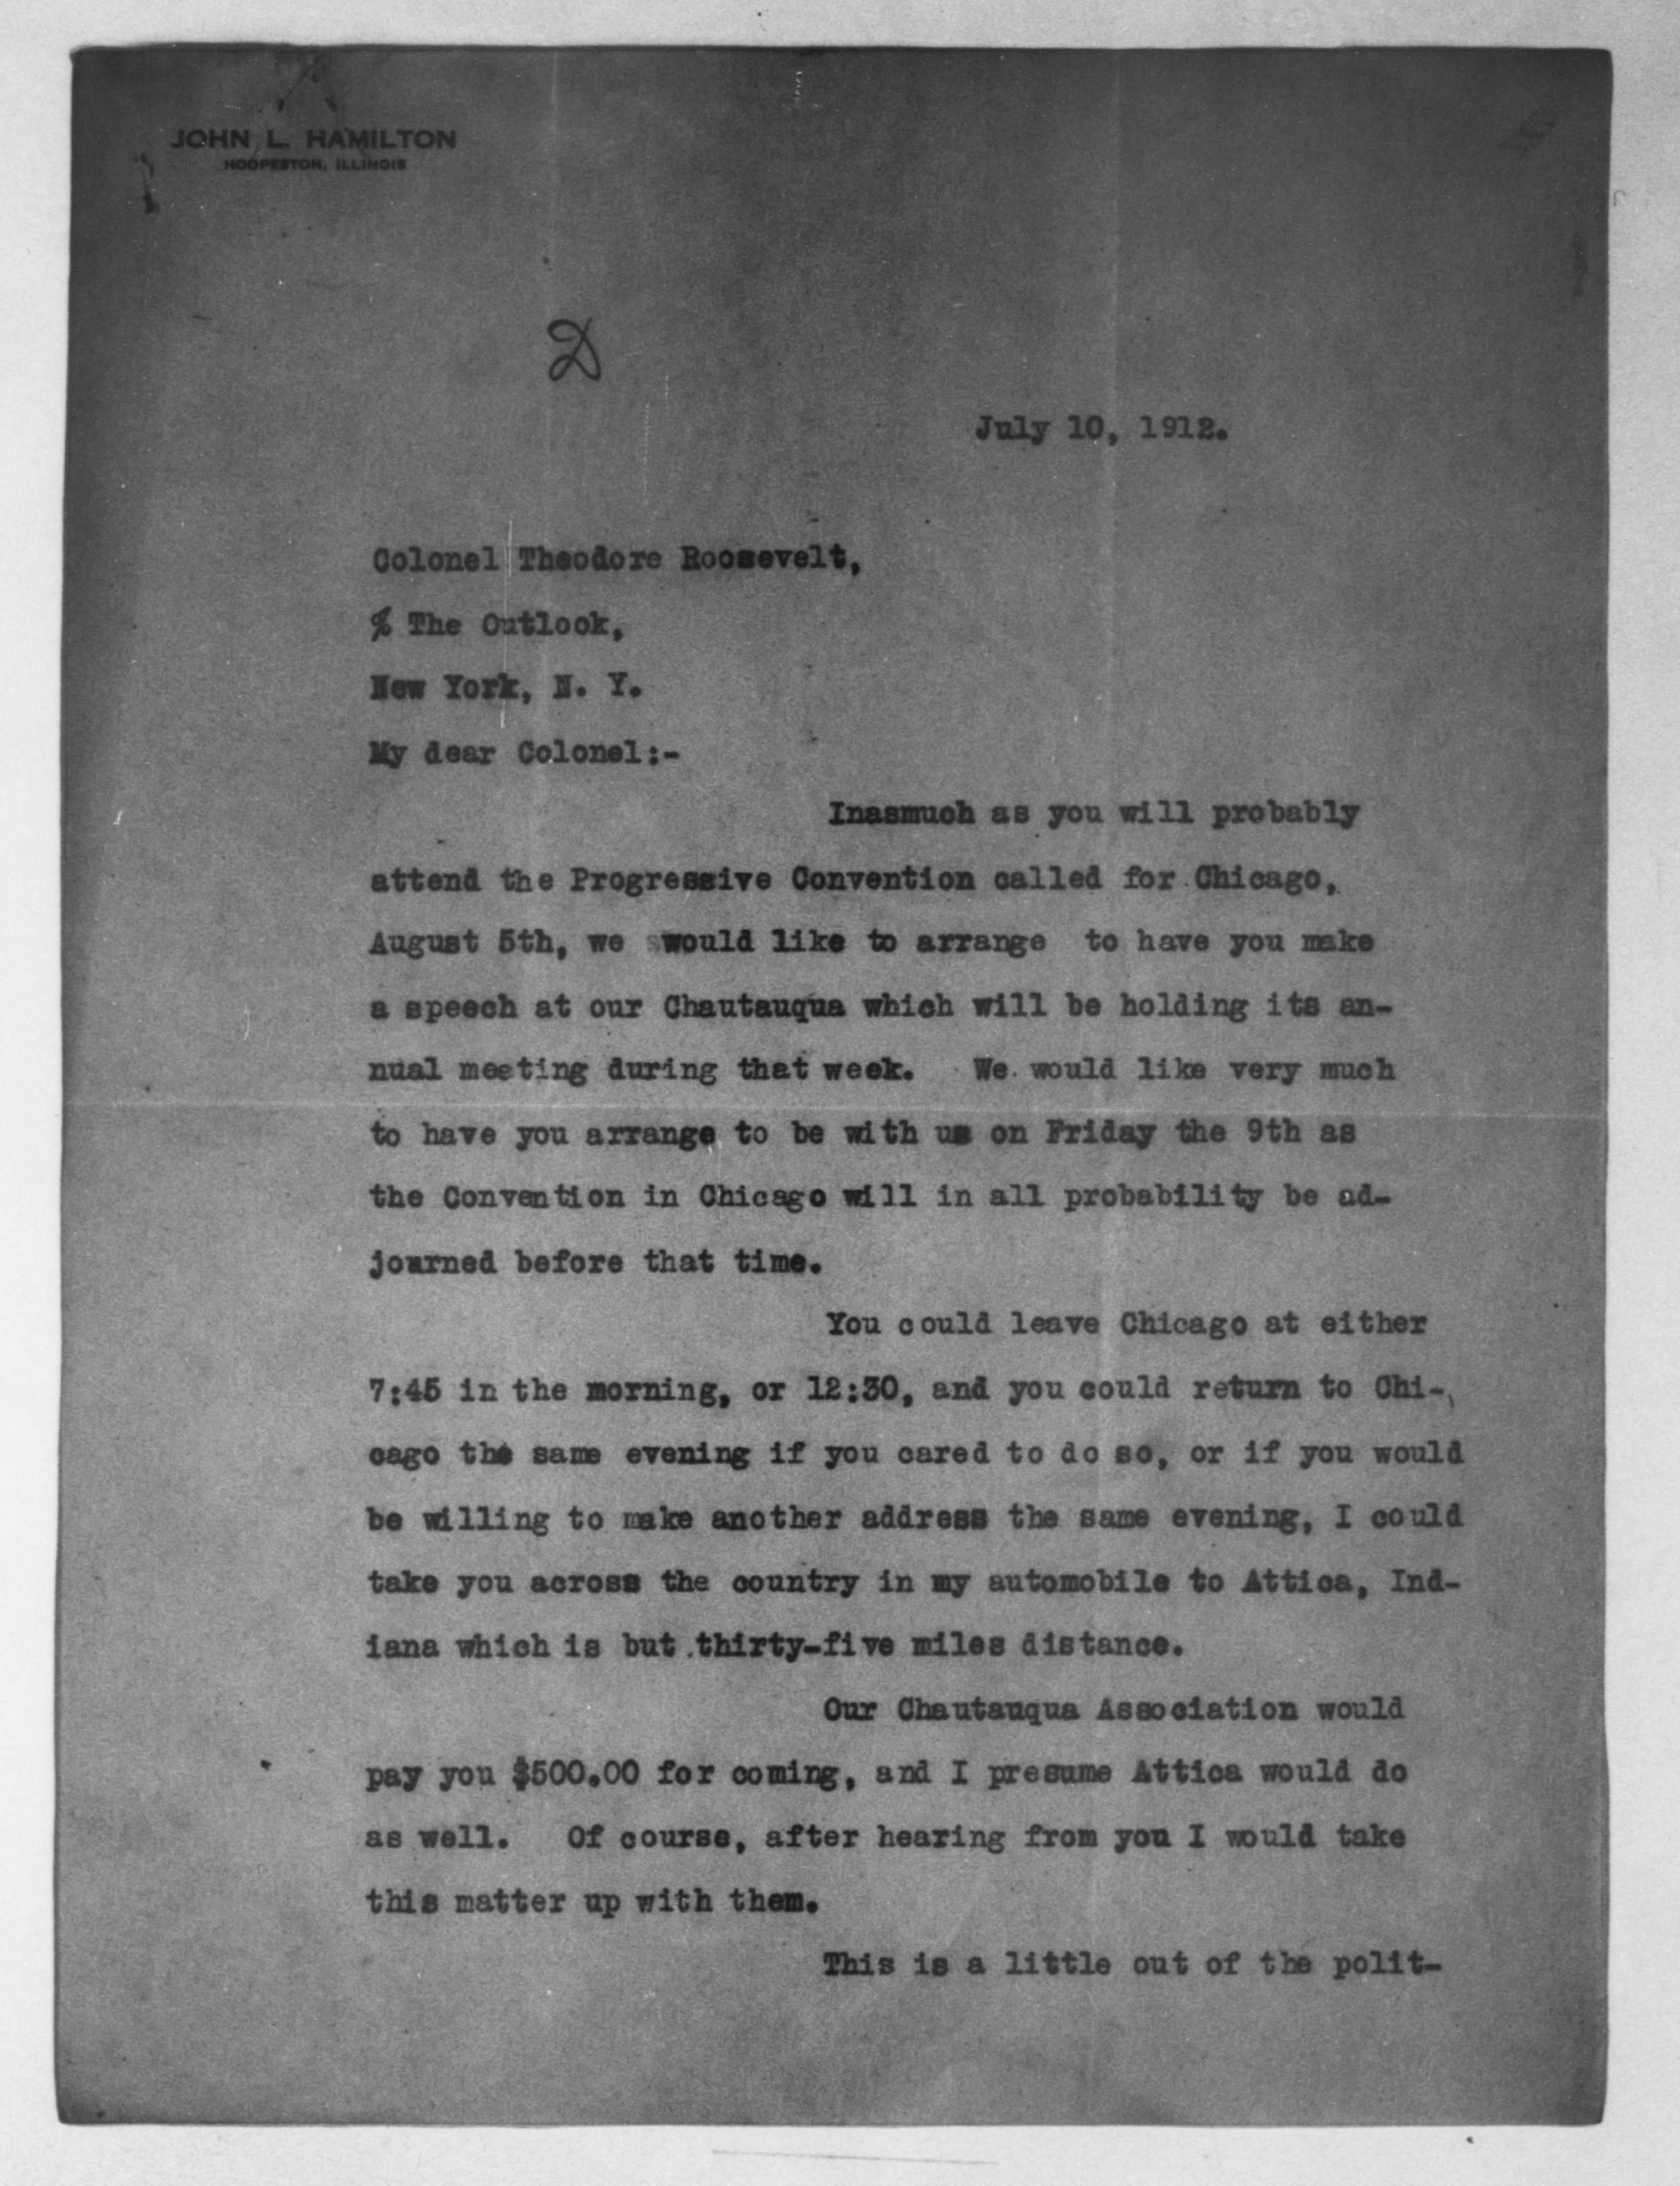 JOHN L. HAMILTON
HOOPESTON, ILLINOIS
D
July 10, 1912.
Colonel Theodore Roosevelt,
% The Outlook,
New York, N. Y.
My dear Colonel:-
Inasmuch as you will probably
attend the Progressive Convention called for Chicago,
August 5th, we would like to arrange to have you make
a speech at our Chautauqua which will be holding its an-
nual meeting during that week. We would like very much
to have you arrange to be with us on Friday the 9th as
the Convention in Chicago will in all probability be ad-
journed before that time.
You could leave Chicago at either
7:45 in the morning, or 12:30, and you could return to Chi-
cago the same evening if you cared to do so, or if you would
be willing to make another address the same evening, I could
take you across the country in my automobile to Attica, Ind-
iana which is but thirty-five miles distance.
Our Chautauqua Association would
pay you $500.00 for coming, and I presume Attica would do
as well. Of course, after hearing from you I would take
this matter up with them.
This is a little out of the polit-